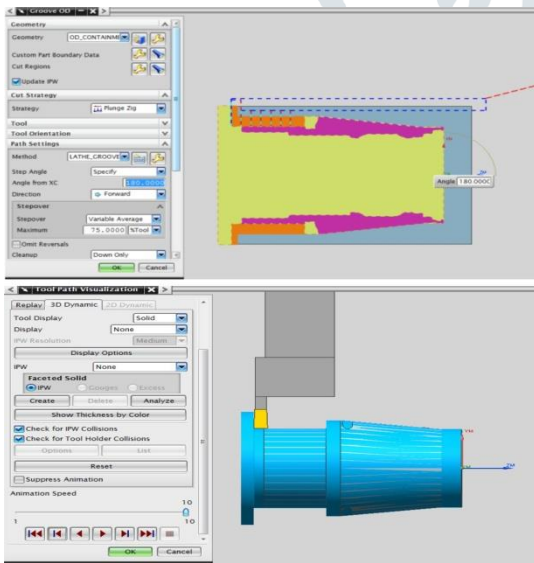 Groove OD
Geometry
Geometry OD_CONTAINME
Custom Part Boundary Data
Cut Regions
Update IPW
Cut Strategy
Strategy Plunge Zig
Tool
Tool Orientation
Path Settings
Method LATHE_GROOVE
Step Angle Specify
Angle from XC 180.0000
Direction Forward
Stepover
Stepover Variable Average
Maximum 75.0000 %Tool
Omit Reversals
Cleanup Down Only
OK Cancel
Angle 180.0000
Tool Path Visualization
Replay 3D Dynamic 2D Dynamic
Tool Display Solid
Display None
IPW Resolution Medium
Display Options
IPW None
Faceted Solid
IPW Gouges Excess
Create Delete Analyze
Show Thickness by Color
Check for IPW Collisions
Check for Tool Holder Collisions
Options List
Reset
Suppress Animation
Animation Speed
10
1 10
OK Cancel